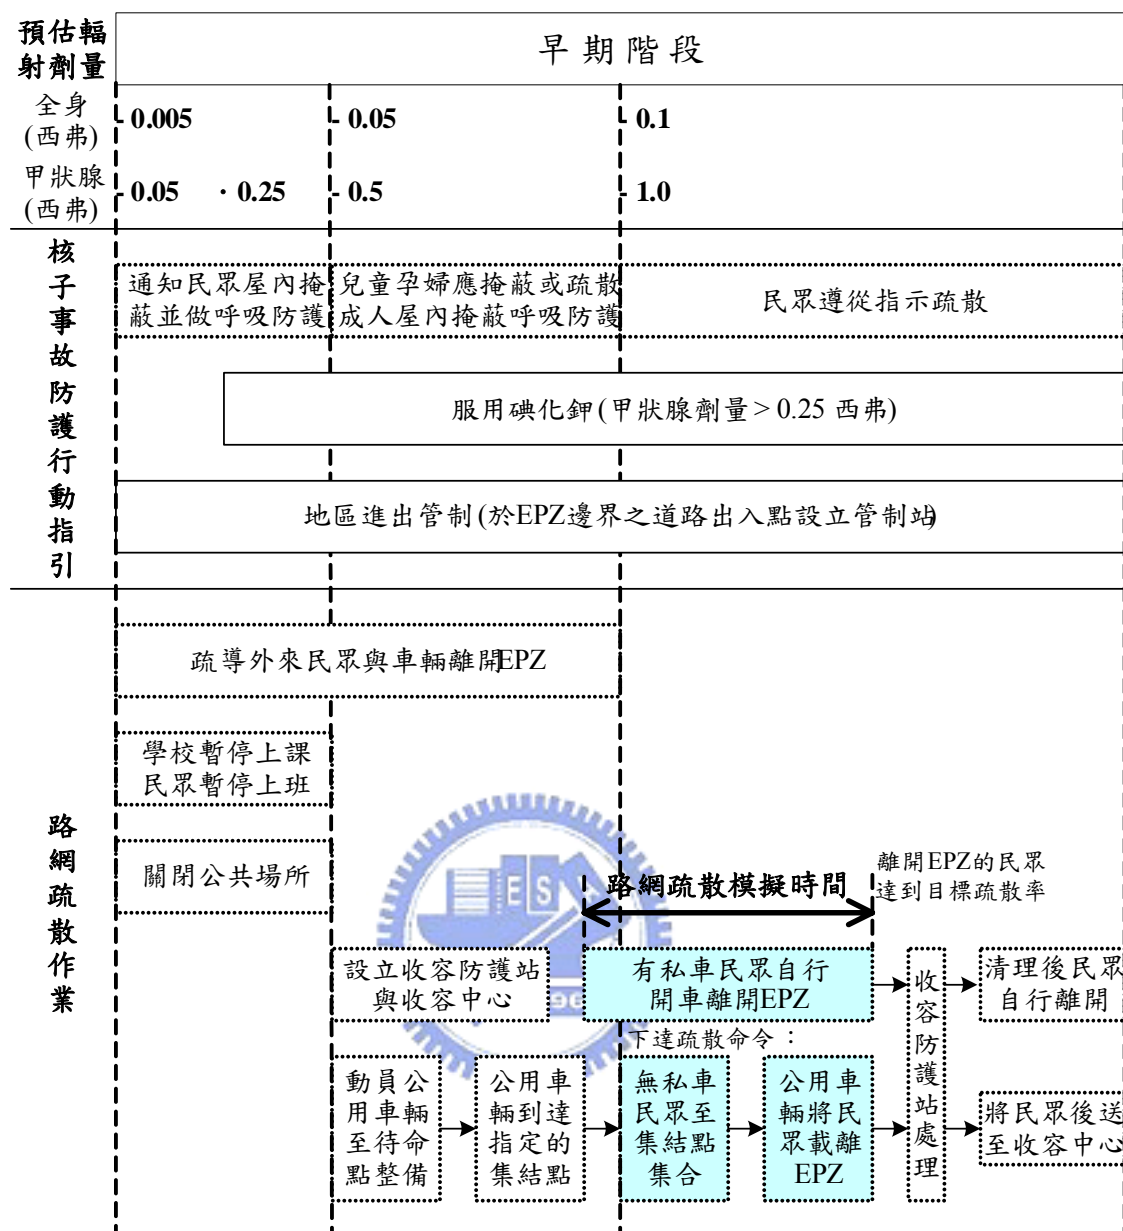 預估輻
射劑量
早期階段
全身
(西弗)
- 0.005
- 0.05
- 0.1
甲狀腺
(西弗)
- 0.05
· 0.25
- 0.5
- 1.0
核子事故防護行動指引
通知民眾屋內掩
蔽並做呼吸防護
兒童孕婦應掩蔽或疏散
成人屋內掩蔽呼吸防護
民眾遵從指示疏散
服用碘化鉀(甲狀腺劑量> 0.25 西弗)
地區進出管制(於EPZ邊界之道路出入點設立管制站)
路網疏散作業
疏導外來民眾與車輛離開EPZ
學校暫停上課
民眾暫停上班
關閉公共場所
ES
路網疏散模擬時間
離開EPZ的民眾
達到目標疏散率
設立收容防護站
與收容中心
有私車民眾自行
開車離開EPZ
收容防護站處理
清理後民眾
自行離開
下達疏散命令：
動員公
用車輛
至待命
點整備
公用車
輛到達
指定的
集結點
無私車
民眾至
集結點
集合
公用車
輛將民
眾載離
EPZ
將民眾後送
至收容中心